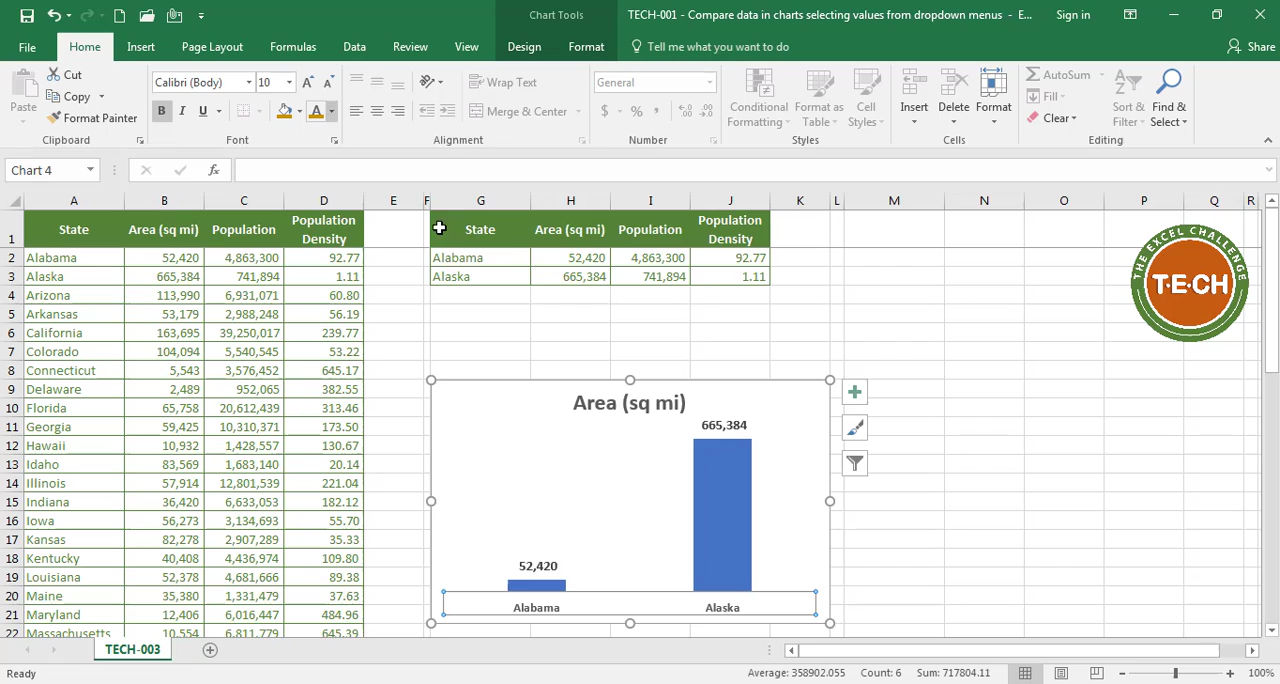 Chart Tools
TECH-001 - Compare data in charts selecting values from dropdown menus - E...
Sign in
File Home Insert Page Layout Formulas Data Review View Design Format Tell me what you want to do Share
Paste Cut Copy Format Painter Clipboard
Calibri (Body) 10 A A B I U A Font
Wrap Text Merge & Center Alignment
General $ % , Number
Conditional Formatting Format as Table Cell Styles Styles
Insert Delete Format Cells
AutoSum Fill Clear Sort & Filter Find & Select Editing
Chart 4 fx
A B C D E F G H I J K L M N O P Q R
1 State Area (sq mi) Population Population Density State Area (sq mi) Population Population Density
2 Alabama 52,420 4,863,300 92.77 Alabama 52,420 4,863,300 92.77
3 Alaska 665,384 741,894 1.11 Alaska 665,384 741,894 1.11
4 Arizona 113,990 6,931,071 60.80
5 Arkansas 53,179 2,988,248 56.19
6 California 163,695 39,250,017 239.77
7 Colorado 104,094 5,540,545 53.22
8 Connecticut 5,543 3,576,452 645.17
9 Delaware 2,489 952,065 382.55
10 Florida 65,758 20,612,439 313.46
11 Georgia 59,425 10,310,371 173.50
12 Hawaii 10,932 1,428,557 130.67
13 Idaho 83,569 1,683,140 20.14
14 Illinois 57,914 12,801,539 221.04
15 Indiana 36,420 6,633,053 182.12
16 Iowa 56,273 3,134,693 55.70
17 Kansas 82,278 2,907,289 35.33
18 Kentucky 40,408 4,436,974 109.80
19 Louisiana 52,378 4,681,666 89.38
20 Maine 35,380 1,331,479 37.63
21 Maryland 12,406 6,016,447 484.96
22 Massachusetts 10,554 6,811,779 645.39
THE EXCEL CHALLENGE
T·E·CH
Area (sq mi)
665,384
52,420
Alabama Alaska
TECH-003
Ready Average: 358902.055 Count: 6 Sum: 717804.11 100%